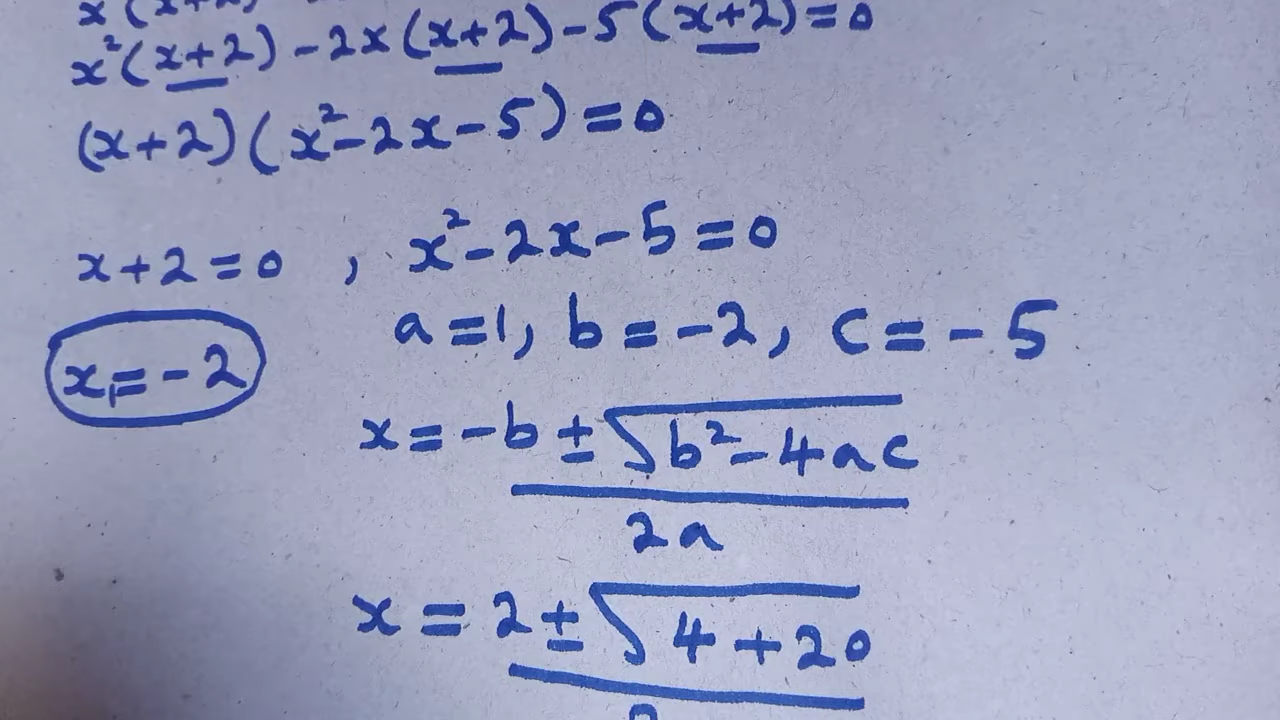 x²(x+2)-2x(x+2)-5(x+2)=0
(x+2)(x²-2x-5)=0
x+2=0 , x²-2x-5=0
a=1, b=-2, c=-5
x₁=-2
x=-b±√b²-4ac
2a
x=2±√4+20